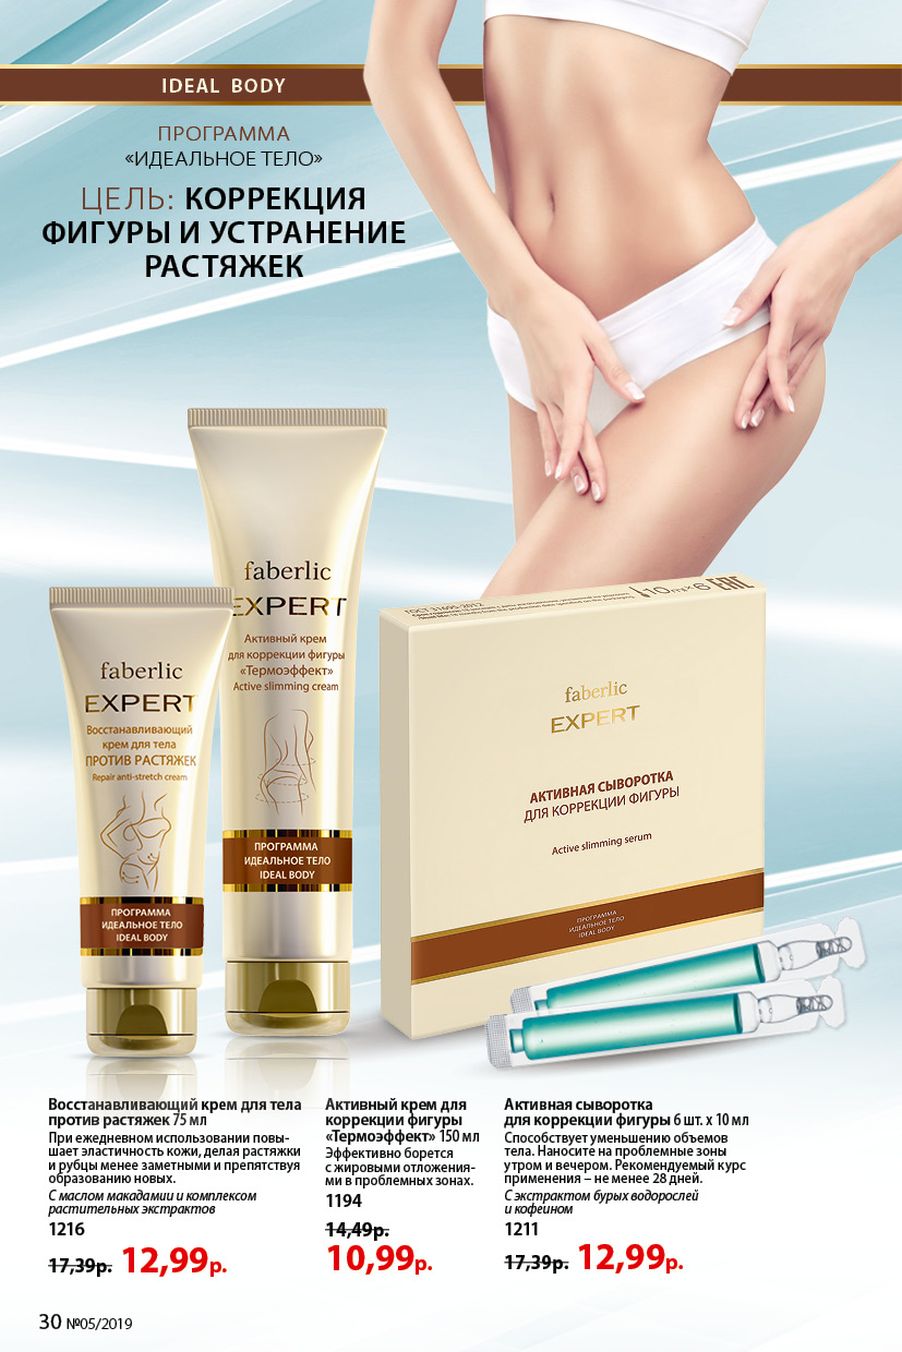 IDEAL BODY
ПРОГРАММА
«ИДЕАЛЬНОЕ ТЕЛО»
ЦЕЛЬ: КОРРЕКЦИЯ
ФИГУРЫ И УСТРАНЕНИЕ
РАСТЯЖЕК
faberlic
EXPERT
Активный крем
для коррекции фигуры
«Термоэффект»
Active slimming cream
ПРОГРАММА
ИДЕАЛЬНОЕ ТЕЛО
IDEAL BODY
faberlic
EXPERT
Восстанавливающий
крем для тела
ПРОТИВ РАСТЯЖЕК
Repair anti-stretch cream
ПРОГРАММА
ИДЕАЛЬНОЕ ТЕЛО
IDEAL BODY
ГОСТ 31695-2012
10 ml × 6 EAC
faberlic
EXPERT
АКТИВНАЯ СЫВОРОТКА
ДЛЯ КОРРЕКЦИИ ФИГУРЫ
Active slimming serum
ПРОГРАММА
ИДЕАЛЬНОЕ ТЕЛО
IDEAL BODY
Восстанавливающий крем для тела
против растяжек 75 мл
При ежедневном использовании повы-
шает эластичность кожи, делая растяжки
и рубцы менее заметными и препятствуя
образованию новых.
С маслом макадамии и комплексом
растительных экстрактов
1216
17,39р. 12,99р.
Активный крем для
коррекции фигуры
«Термоэффект» 150 мл
Эффективно борется
с жировыми отложения-
ми в проблемных зонах.
1194
14,49р.
10,99р.
Активная сыворотка
для коррекции фигуры 6 шт. х 10 мл
Способствует уменьшению объемов
тела. Наносите на проблемные зоны
утром и вечером. Рекомендуемый курс
применения – не менее 28 дней.
С экстрактом бурых водорослей
и кофеином
1211
17,39р. 12,99р.
30 №05/2019